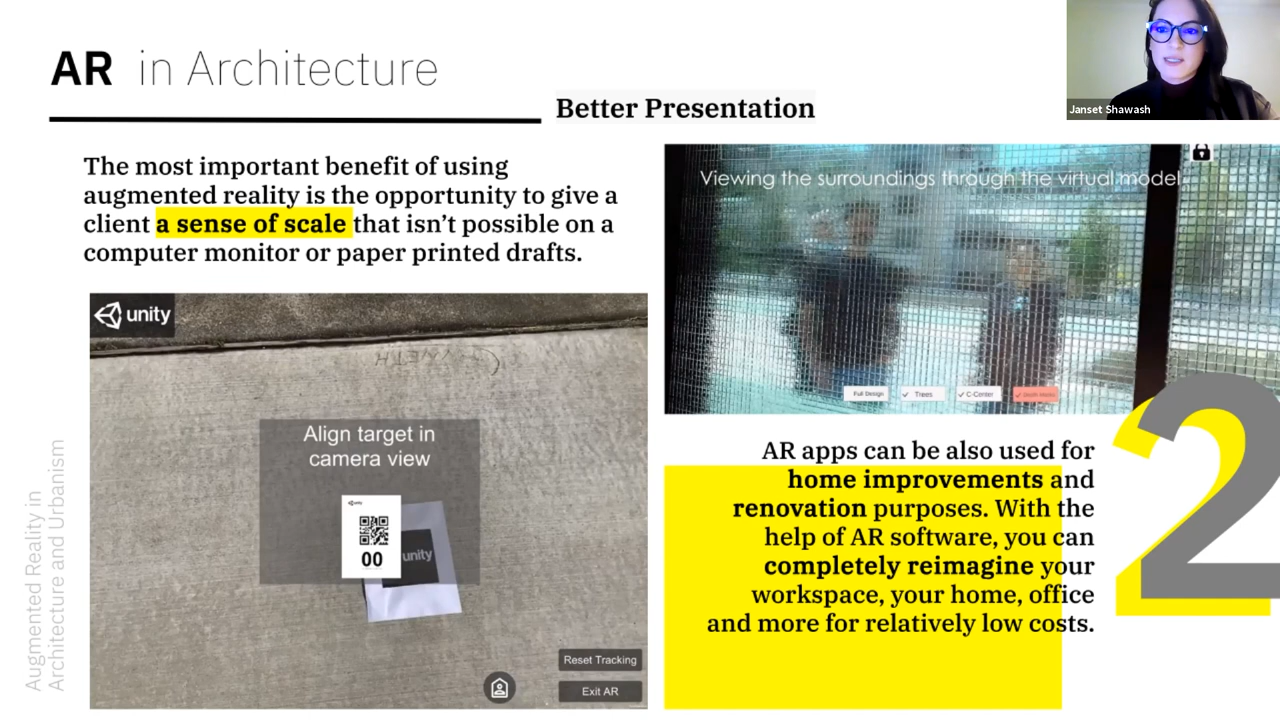 AR in Architecture
Better Presentation
Janset Shawash
The most important benefit of using
augmented reality is the opportunity to give a
client a sense of scale that isn’t possible on a
computer monitor or paper printed drafts.
Viewing the surroundings through the virtual model
Full Design
Trees
C-Center
unity
Align target in
camera view
unity
00
unity
Reset Tracking
Exit AR
AR apps can be also used for
home improvements and
renovation purposes. With the
help of AR software, you can
completely reimagine your
workspace, your home, office
and more for relatively low costs.
2
Augmented Reality in
Architecture and Urbanism